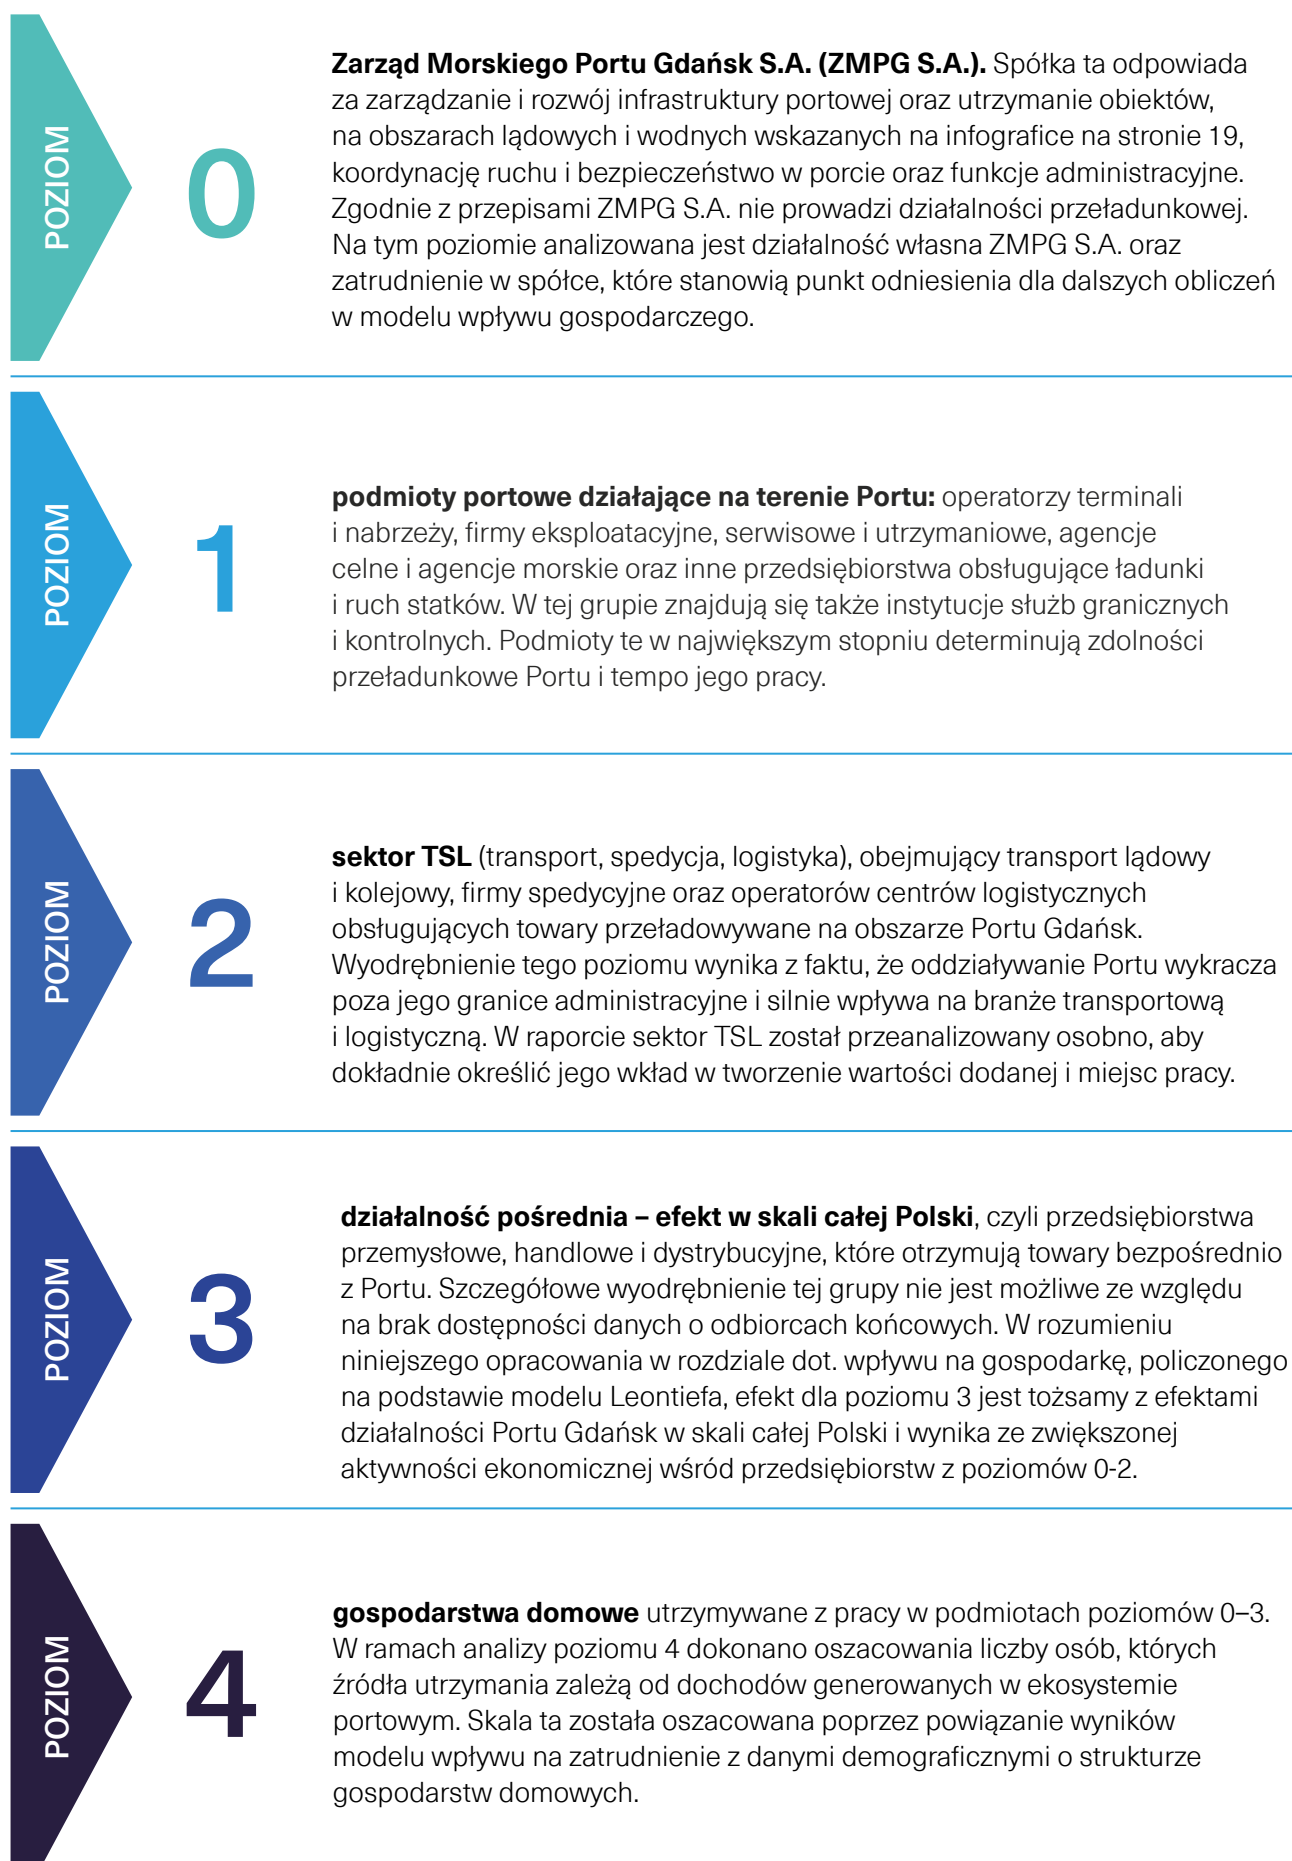 POZIOM
0
Zarząd Morskiego Portu Gdańsk S.A. (ZMPG S.A.). Spółka ta odpowiada
za zarządzanie i rozwój infrastruktury portowej oraz utrzymanie obiektów,
na obszarach lądowych i wodnych wskazanych na infografice na stronie 19,
koordynację ruchu i bezpieczeństwo w porcie oraz funkcje administracyjne.
Zgodnie z przepisami ZMPG S.A. nie prowadzi działalności przeładunkowej.
Na tym poziomie analizowana jest działalność własna ZMPG S.A. oraz
zatrudnienie w spółce, które stanowią punkt odniesienia dla dalszych obliczeń
w modelu wpływu gospodarczego.
POZIOM
1
podmioty portowe działające na terenie Portu: operatorzy terminali
i nabrzeży, firmy eksploatacyjne, serwisowe i utrzymaniowe, agencje
celne i agencje morskie oraz inne przedsiębiorstwa obsługujące ładunki
i ruch statków. W tej grupie znajdują się także instytucje służb granicznych
i kontrolnych. Podmioty te w największym stopniu determinują zdolności
przeładunkowe Portu i tempo jego pracy.
POZIOM
2
sektor TSL (transport, spedycja, logistyka), obejmujący transport lądowy
i kolejowy, firmy spedycyjne oraz operatorów centrów logistycznych
obsługujących towary przeładowywane na obszarze Portu Gdańsk.
Wyodrębnienie tego poziomu wynika z faktu, że oddziaływanie Portu wykracza
poza jego granice administracyjne i silnie wpływa na branże transportową
i logistyczną. W raporcie sektor TSL został przeanalizowany osobno, aby
dokładnie określić jego wkład w tworzenie wartości dodanej i miejsc pracy.
POZIOM
3
działalność pośrednia – efekt w skali całej Polski, czyli przedsiębiorstwa
przemysłowe, handlowe i dystrybucyjne, które otrzymują towary bezpośrednio
z Portu. Szczegółowe wyodrębnienie tej grupy nie jest możliwe ze względu
na brak dostępności danych o odbiorcach końcowych. W rozumieniu
niniejszego opracowania w rozdziale dot. wpływu na gospodarkę, policzonego
na podstawie modelu Leontiefa, efekt dla poziomu 3 jest tożsamy z efektami
działalności Portu Gdańsk w skali całej Polski i wynika ze zwiększonej
aktywności ekonomicznej wśród przedsiębiorstw z poziomów 0-2.
POZIOM
4
gospodarstwa domowe utrzymywane z pracy w podmiotach poziomów 0–3.
W ramach analizy poziomu 4 dokonano oszacowania liczby osób, których
źródła utrzymania zależą od dochodów generowanych w ekosystemie
portowym. Skala ta została oszacowana poprzez powiązanie wyników
modelu wpływu na zatrudnienie z danymi demograficznymi o strukturze
gospodarstw domowych.